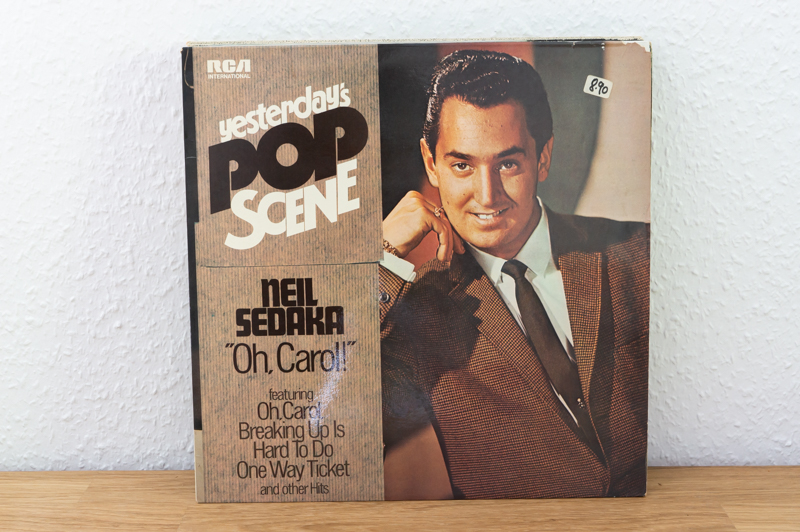 RCA
INTERNATIONAL
yesterday's
POP
SCENE
8.90
NEIL
SEDAKA
"Oh, Carol!"
featuring
Oh, Carol
Breaking Up Is
Hard To Do
One Way Ticket
and other Hits